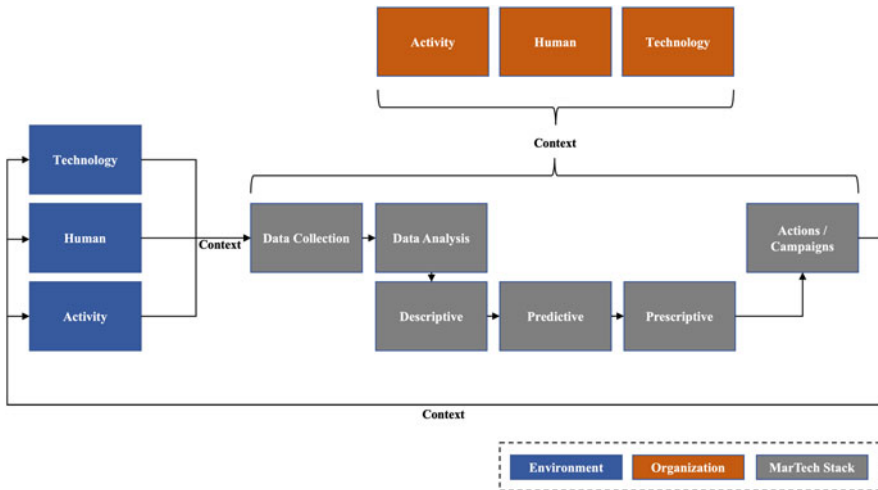 Activity
Human
Technology
Context
Technology
Human
Activity
Context
Data Collection
Data Analysis
Actions /
Campaigns
Descriptive
Predictive
Prescriptive
Context
Environment
Organization
MarTech Stack